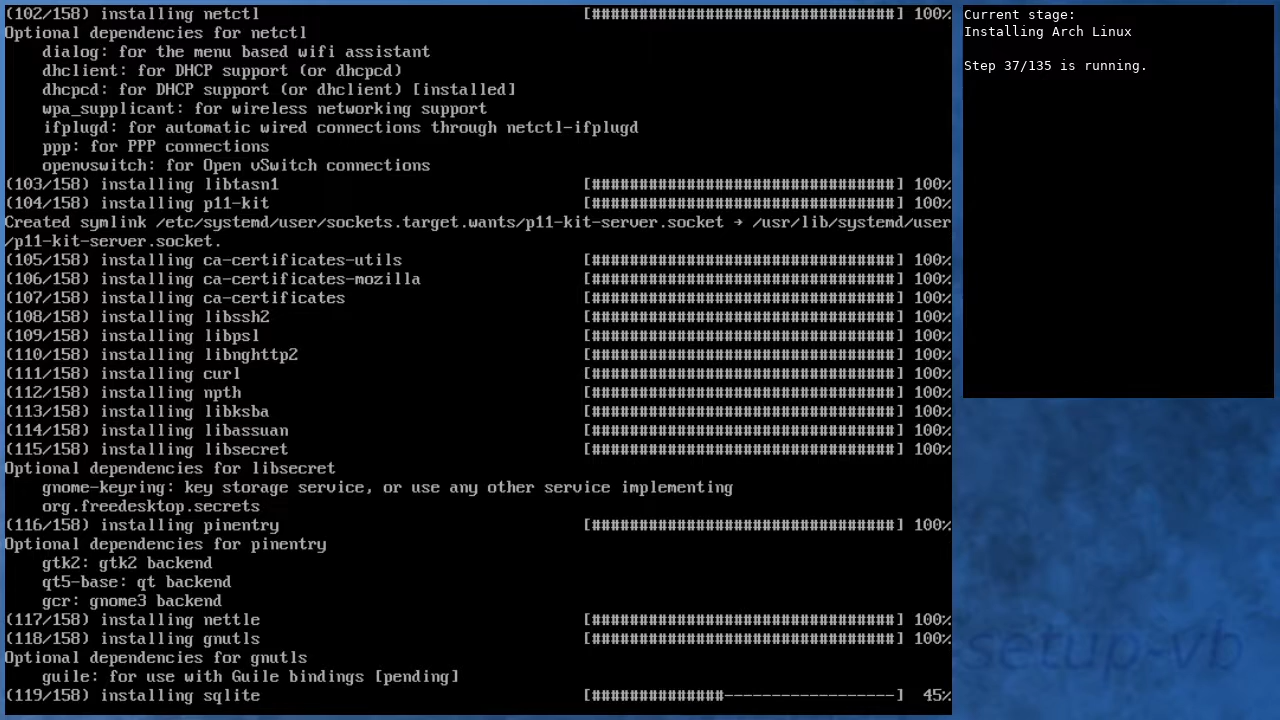 (102/158) installing netctl [################################] 100%
Optional dependencies for netctl
    dialog: for the menu based wifi assistant
    dhclient: for DHCP support (or dhcpcd)
    dhcpcd: for DHCP support (or dhclient) [installed]
    wpa_supplicant: for wireless networking support
    ifplugd: for automatic wired connections through netctl-ifplugd
    ppp: for PPP connections
    openvswitch: for Open vSwitch connections
(103/158) installing libtasn1 [################################] 100%
(104/158) installing p11-kit [################################] 100%
Created symlink /etc/systemd/user/sockets.target.wants/p11-kit-server.socket → /usr/lib/systemd/user
/p11-kit-server.socket.
(105/158) installing ca-certificates-utils [################################] 100%
(106/158) installing ca-certificates-mozilla [################################] 100%
(107/158) installing ca-certificates [################################] 100%
(108/158) installing libssh2 [################################] 100%
(109/158) installing libpsl [################################] 100%
(110/158) installing libnghttp2 [################################] 100%
(111/158) installing curl [################################] 100%
(112/158) installing npth [################################] 100%
(113/158) installing libksba [################################] 100%
(114/158) installing libassuan [################################] 100%
(115/158) installing libsecret [################################] 100%
Optional dependencies for libsecret
    gnome-keyring: key storage service, or use any other service implementing
    org.freedesktop.secrets
(116/158) installing pinentry [################################] 100%
Optional dependencies for pinentry
    gtk2: gtk2 backend
    qt5-base: qt backend
    gcr: gnome3 backend
(117/158) installing nettle [################################] 100%
(118/158) installing gnutls [################################] 100%
Optional dependencies for gnutls
    guile: for use with Guile bindings [pending]
(119/158) installing sqlite [##############------------------] 45%
Current stage:
Installing Arch Linux
Step 37/135 is running.
setup-vb